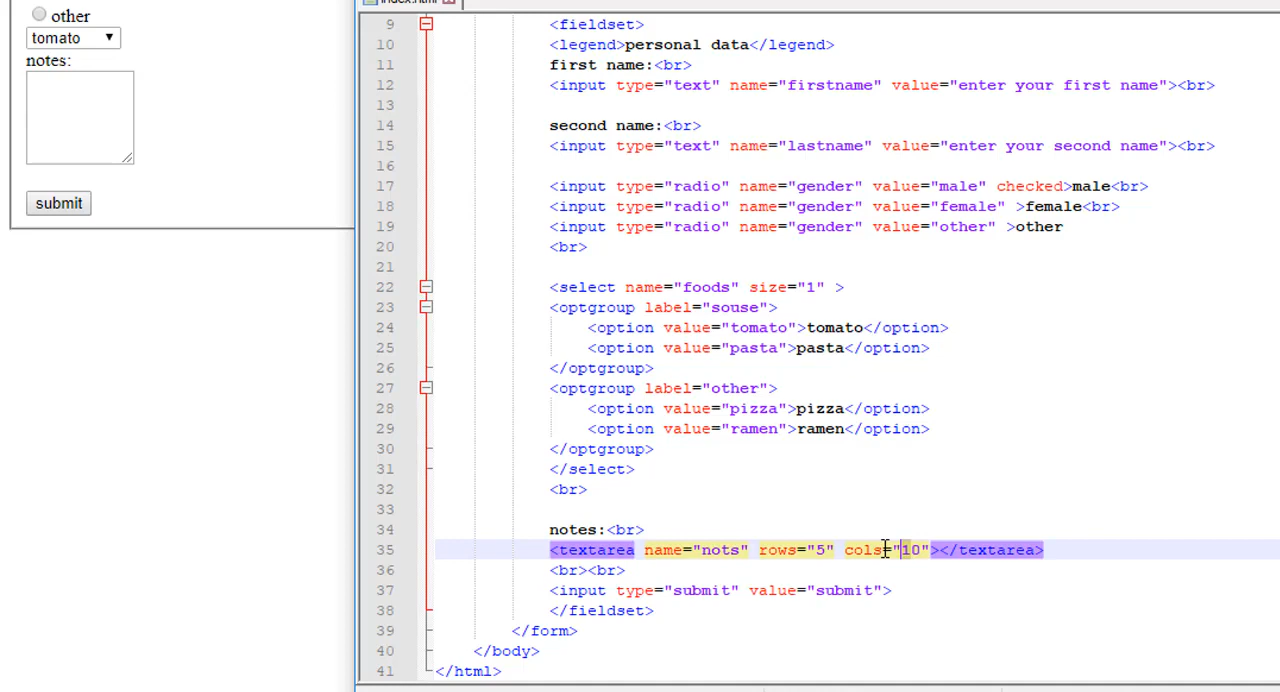 other
tomato
notes:
submit
index.html
9 <fieldset>
10 <legend>personal data</legend>
11 first name:<br>
12 <input type="text" name="firstname" value="enter your first name"><br>
13
14 second name:<br>
15 <input type="text" name="lastname" value="enter your second name"><br>
16
17 <input type="radio" name="gender" value="male" checked>male<br>
18 <input type="radio" name="gender" value="female" >female<br>
19 <input type="radio" name="gender" value="other" >other
20 <br>
21
22 <select name="foods" size="1" >
23 <optgroup label="souse">
24 <option value="tomato">tomato</option>
25 <option value="pasta">pasta</option>
26 </optgroup>
27 <optgroup label="other">
28 <option value="pizza">pizza</option>
29 <option value="ramen">ramen</option>
30 </optgroup>
31 </select>
32 <br>
33
34 notes:<br>
35 <textarea name="nots" rows="5" cols="10"></textarea>
36 <br><br>
37 <input type="submit" value="submit">
38 </fieldset>
39 </form>
40 </body>
41 </html>